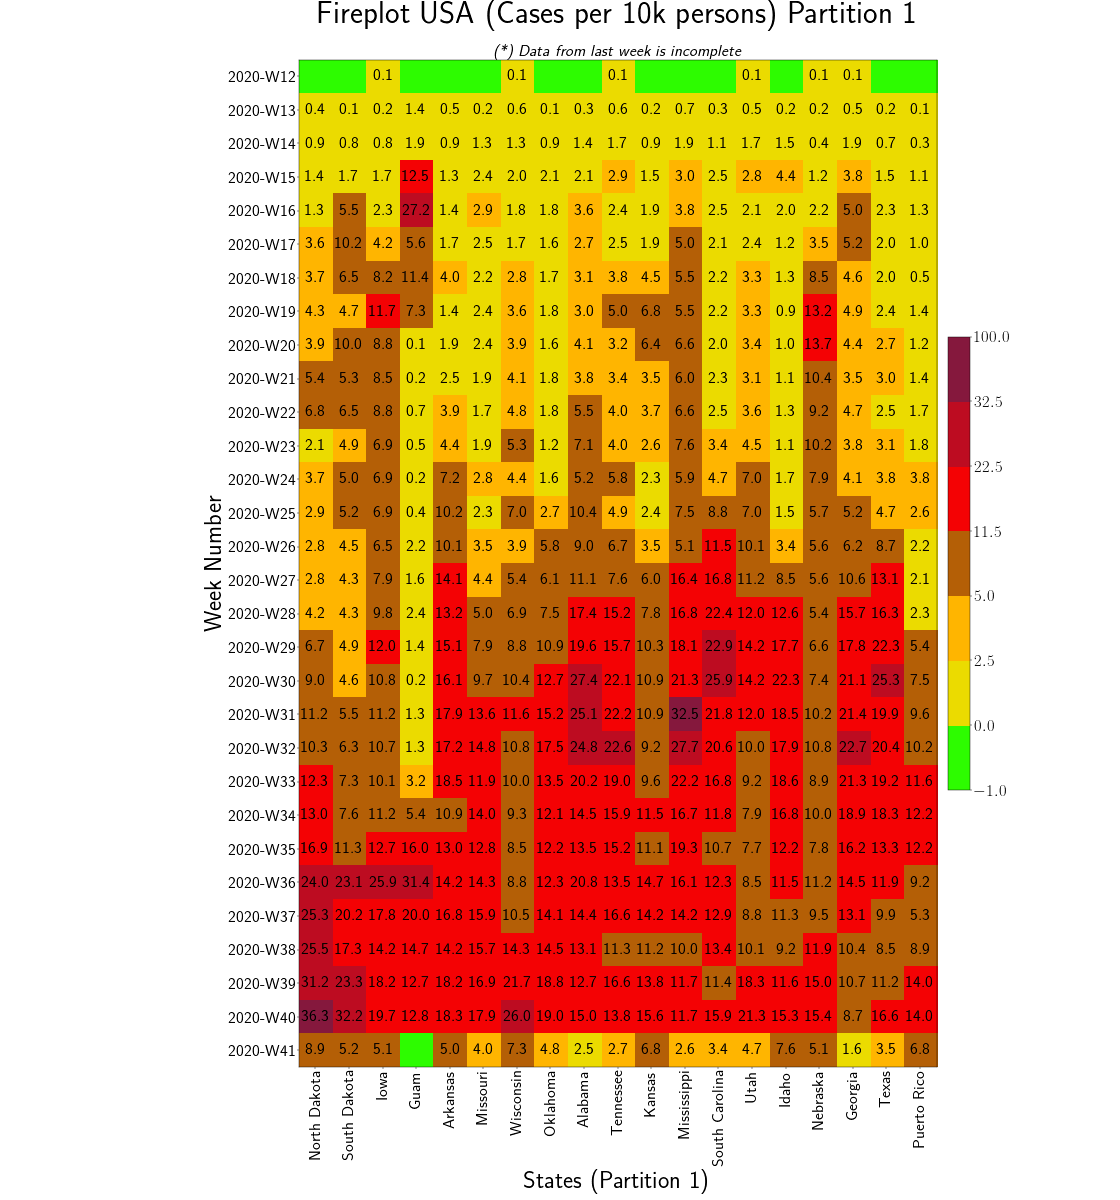 Fireplot USA (Cases per 10k persons) Partition 1
(*) Data from last week is incomplete
2020-W12 0.1 0.1 0.1 0.1 0.1 0.1
2020-W13 0.4 0.1 0.2 1.4 0.5 0.2 0.6 0.1 0.3 0.6 0.2 0.7 0.3 0.5 0.2 0.2 0.5 0.2 0.1
2020-W14 0.9 0.8 0.8 1.9 0.9 1.3 1.3 0.9 1.4 1.7 0.9 1.9 1.1 1.7 1.5 0.4 1.9 0.7 0.3
2020-W15 1.4 1.7 1.7 12.5 1.3 2.4 2.0 2.1 2.1 2.9 1.5 3.0 2.5 2.8 4.4 1.2 3.8 1.5 1.1
2020-W16 1.3 5.5 2.3 27.2 1.4 2.9 1.8 1.8 3.6 2.4 1.9 3.8 2.5 2.1 2.0 2.2 5.0 2.3 1.3
2020-W17 3.6 10.2 4.2 5.6 1.7 2.5 1.7 1.6 2.7 2.5 1.9 5.0 2.1 2.4 1.2 3.5 5.2 2.0 1.0
2020-W18 3.7 6.5 8.2 11.4 4.0 2.2 2.8 1.7 3.1 3.8 4.5 5.5 2.2 3.3 1.3 8.5 4.6 2.0 0.5
2020-W19 4.3 4.7 11.7 7.3 1.4 2.4 3.6 1.8 3.0 5.0 6.8 5.5 2.2 3.3 0.9 13.2 4.9 2.4 1.4
2020-W20 3.9 10.0 8.8 0.1 1.9 2.4 3.9 1.6 4.1 3.2 6.4 6.6 2.0 3.4 1.0 13.7 4.4 2.7 1.2
2020-W21 5.4 5.3 8.5 0.2 2.5 1.9 4.1 1.8 3.8 3.4 3.5 6.0 2.3 3.1 1.1 10.4 3.5 3.0 1.4
2020-W22 6.8 6.5 8.8 0.7 3.9 1.7 4.8 1.8 5.5 4.0 3.7 6.6 2.5 3.6 1.3 9.2 4.7 2.5 1.7
2020-W23 2.1 4.9 6.9 0.5 4.4 1.9 5.3 1.2 7.1 4.0 2.6 7.6 3.4 4.5 1.1 10.2 3.8 3.1 1.8
2020-W24 3.7 5.0 6.9 0.2 7.2 2.8 4.4 1.6 5.2 5.8 2.3 5.9 4.7 7.0 1.7 7.9 4.1 3.8 3.8
2020-W25 2.9 5.2 6.9 0.4 10.2 2.3 7.0 2.7 10.4 4.9 2.4 7.5 8.8 7.0 1.5 5.7 5.2 4.7 2.6
2020-W26 2.8 4.5 6.5 2.2 10.1 3.5 3.9 5.8 9.0 6.7 3.5 5.1 11.5 10.1 3.4 5.6 6.2 8.7 2.2
2020-W27 2.8 4.3 7.9 1.6 14.1 4.4 5.4 6.1 11.1 7.6 6.0 16.4 16.8 11.2 8.5 5.6 10.6 13.1 2.1
2020-W28 4.2 4.3 9.8 2.4 13.2 5.0 6.9 7.5 17.4 15.2 7.8 16.8 22.4 12.0 12.6 5.4 15.7 16.3 2.3
2020-W29 6.7 4.9 12.0 1.4 15.1 7.9 8.8 10.9 19.6 15.7 10.3 18.1 22.9 14.2 17.7 6.6 17.8 22.3 5.4
2020-W30 9.0 4.6 10.8 0.2 16.1 9.7 10.4 12.7 27.4 22.1 10.9 21.3 25.9 14.2 22.3 7.4 21.1 25.3 7.5
2020-W31 11.2 5.5 11.2 1.3 17.9 13.6 11.6 15.2 25.1 22.2 10.9 32.5 21.8 12.0 18.5 10.2 21.4 19.9 9.6
2020-W32 10.3 6.3 10.7 1.3 17.2 14.8 10.8 17.5 24.8 22.6 9.2 27.7 20.6 10.0 17.9 10.8 22.7 20.4 10.2
2020-W33 12.3 7.3 10.1 3.2 18.5 11.9 10.0 13.5 20.2 19.0 9.6 22.2 16.8 9.2 18.6 8.9 21.3 19.2 11.6
2020-W34 13.0 7.6 11.2 5.4 10.9 14.0 9.3 12.1 14.5 15.9 11.5 16.7 11.8 7.9 16.8 10.0 18.9 18.3 12.2
2020-W35 16.9 11.3 12.7 16.0 13.0 12.8 8.5 12.2 13.5 15.2 11.1 19.3 10.7 7.7 12.2 7.8 16.2 13.3 12.2
2020-W36 24.0 23.1 25.9 31.4 14.2 14.3 8.8 12.3 20.8 13.5 14.7 16.1 12.3 8.5 11.5 11.2 14.5 11.9 9.2
2020-W37 25.3 20.2 17.8 20.0 16.8 15.9 10.5 14.1 14.4 16.6 14.2 14.2 12.9 8.8 11.3 9.5 13.1 9.9 5.3
2020-W38 25.5 17.3 14.2 14.7 14.2 15.7 14.3 14.5 13.1 11.3 11.2 10.0 13.4 10.1 9.2 11.9 10.4 8.5 8.9
2020-W39 31.2 23.3 18.2 12.7 18.2 16.9 21.7 18.8 12.7 16.6 13.8 11.7 11.4 18.3 11.6 15.0 10.7 11.2 14.0
2020-W40 36.3 32.2 19.7 12.8 18.3 17.9 26.0 19.0 15.0 13.8 15.6 11.7 15.9 21.3 15.3 15.4 8.7 16.6 14.0
2020-W41 8.9 5.2 5.1 5.0 4.0 7.3 4.8 2.5 2.7 6.8 2.6 3.4 4.7 7.6 5.1 1.6 3.5 6.8
Week Number
North Dakota
South Dakota
Iowa
Guam
Arkansas
Missouri
Wisconsin
Oklahoma
Alabama
Tennessee
Kansas
Mississippi
South Carolina
Utah
Idaho
Nebraska
Georgia
Texas
Puerto Rico
States (Partition 1)
100.0
32.5
22.5
11.5
5.0
2.5
0.0
−1.0